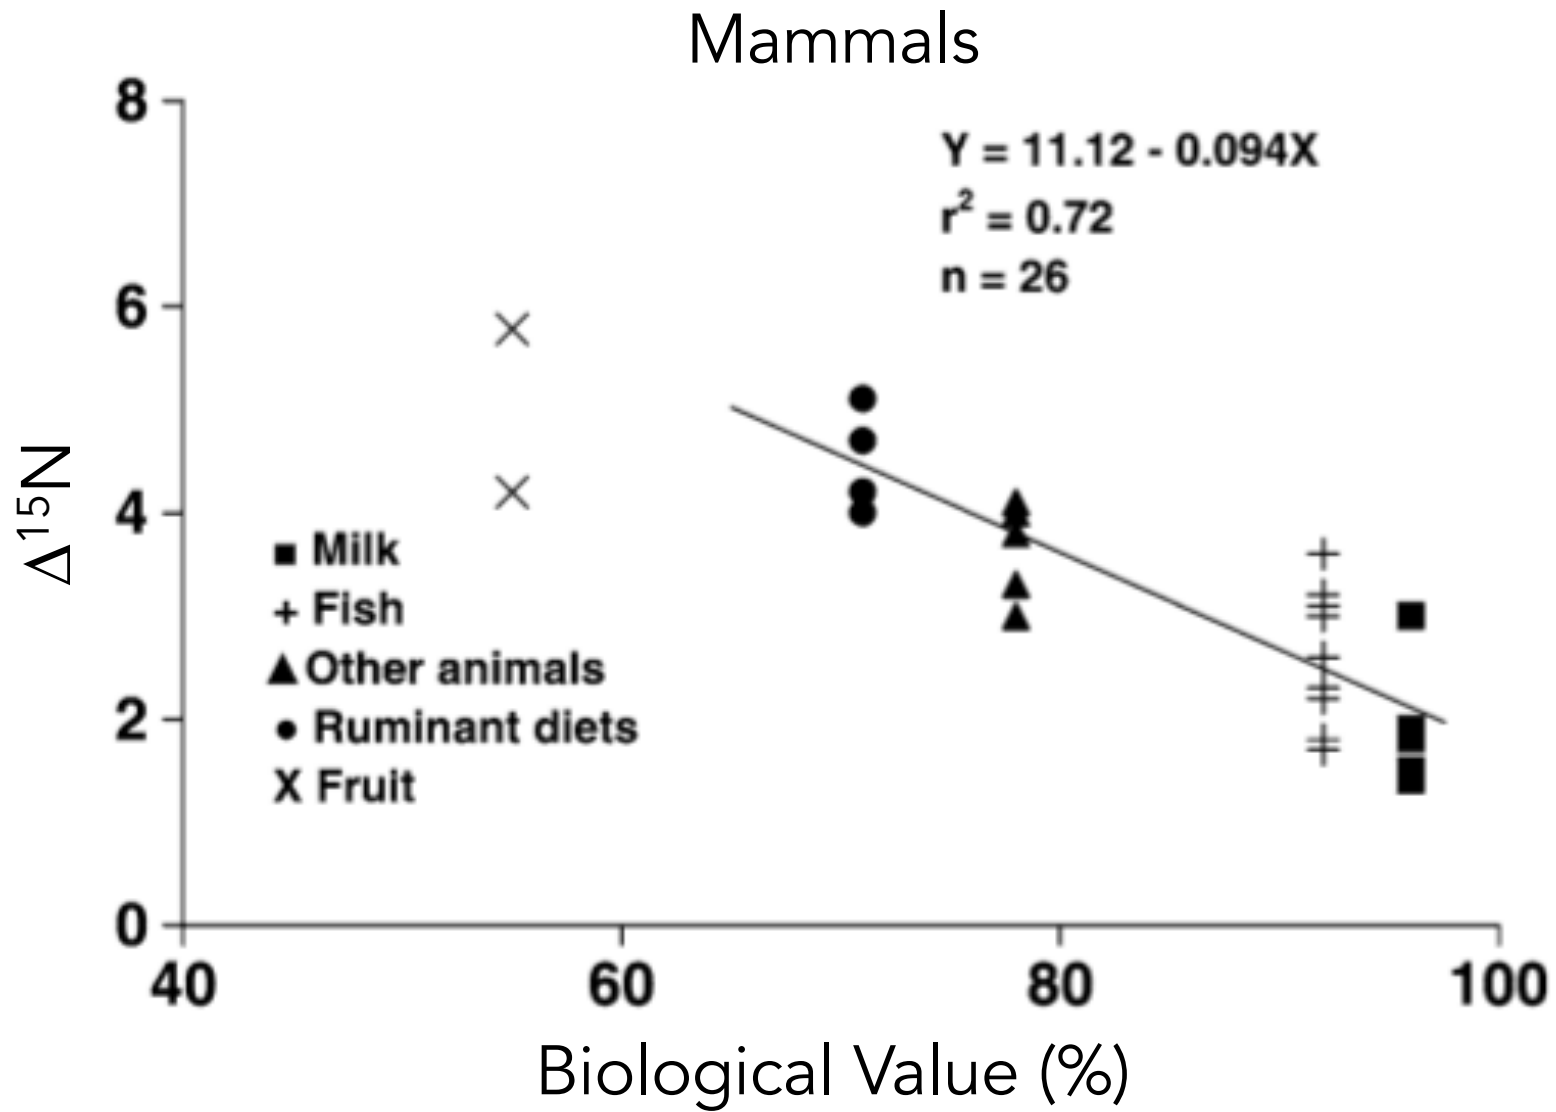 Mammals
8
Y = 11.12 - 0.094X
r² = 0.72
n = 26
6
4
Δ¹⁵N
■ Milk
+ Fish
▲ Other animals
● Ruminant diets
X Fruit
2
0
40 60 80 100
Biological Value (%)